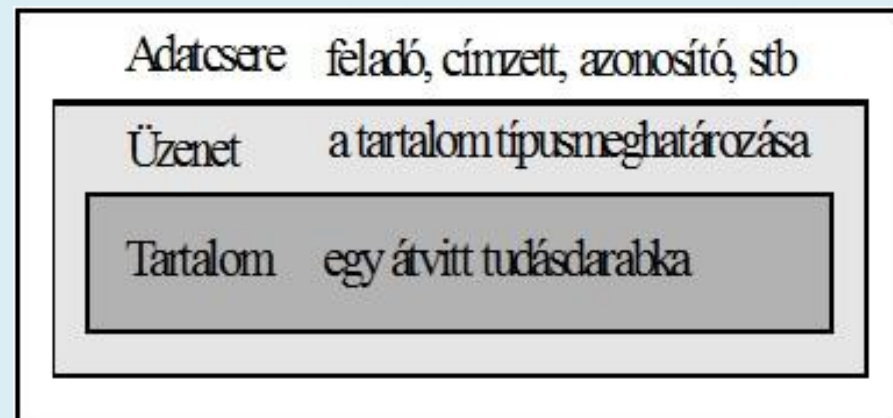 Adatcsere feladó, címzett, azonosító, stb
Üzenet a tartalom típusmeghatározása
Tartalom egy átvitt tudásdarabka